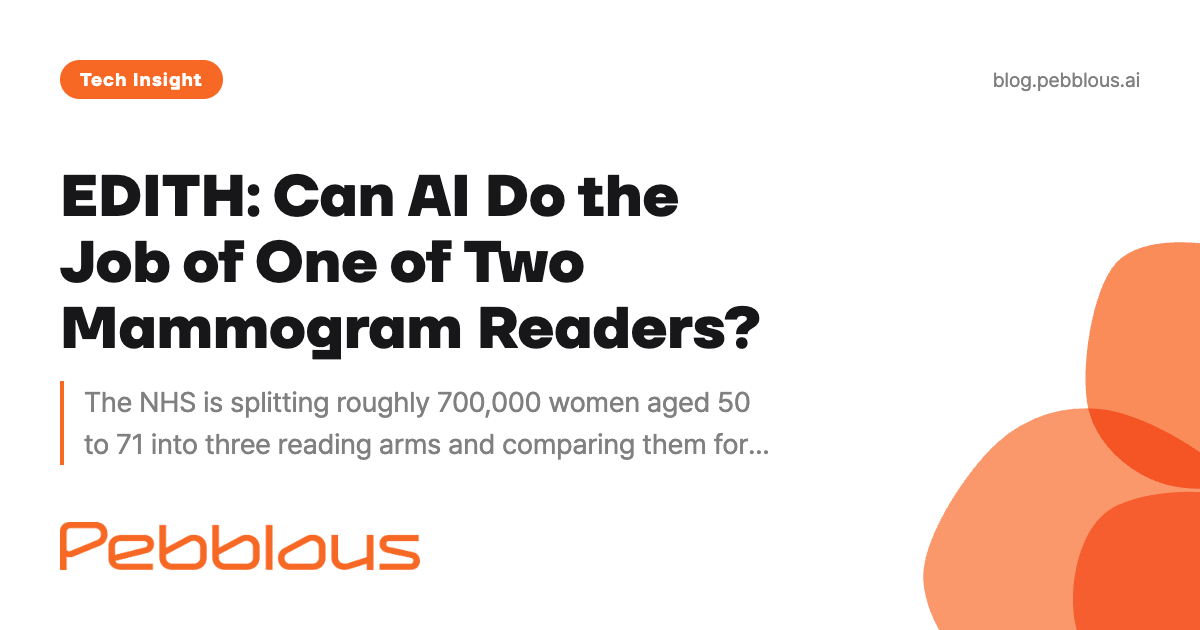 Tech Insight
blog.pebblous.ai
EDITH: Can AI Do the
Job of One of Two
Mammogram Readers?
The NHS is splitting roughly 700,000 women aged 50
to 71 into three reading arms and comparing them for...
Pebblous